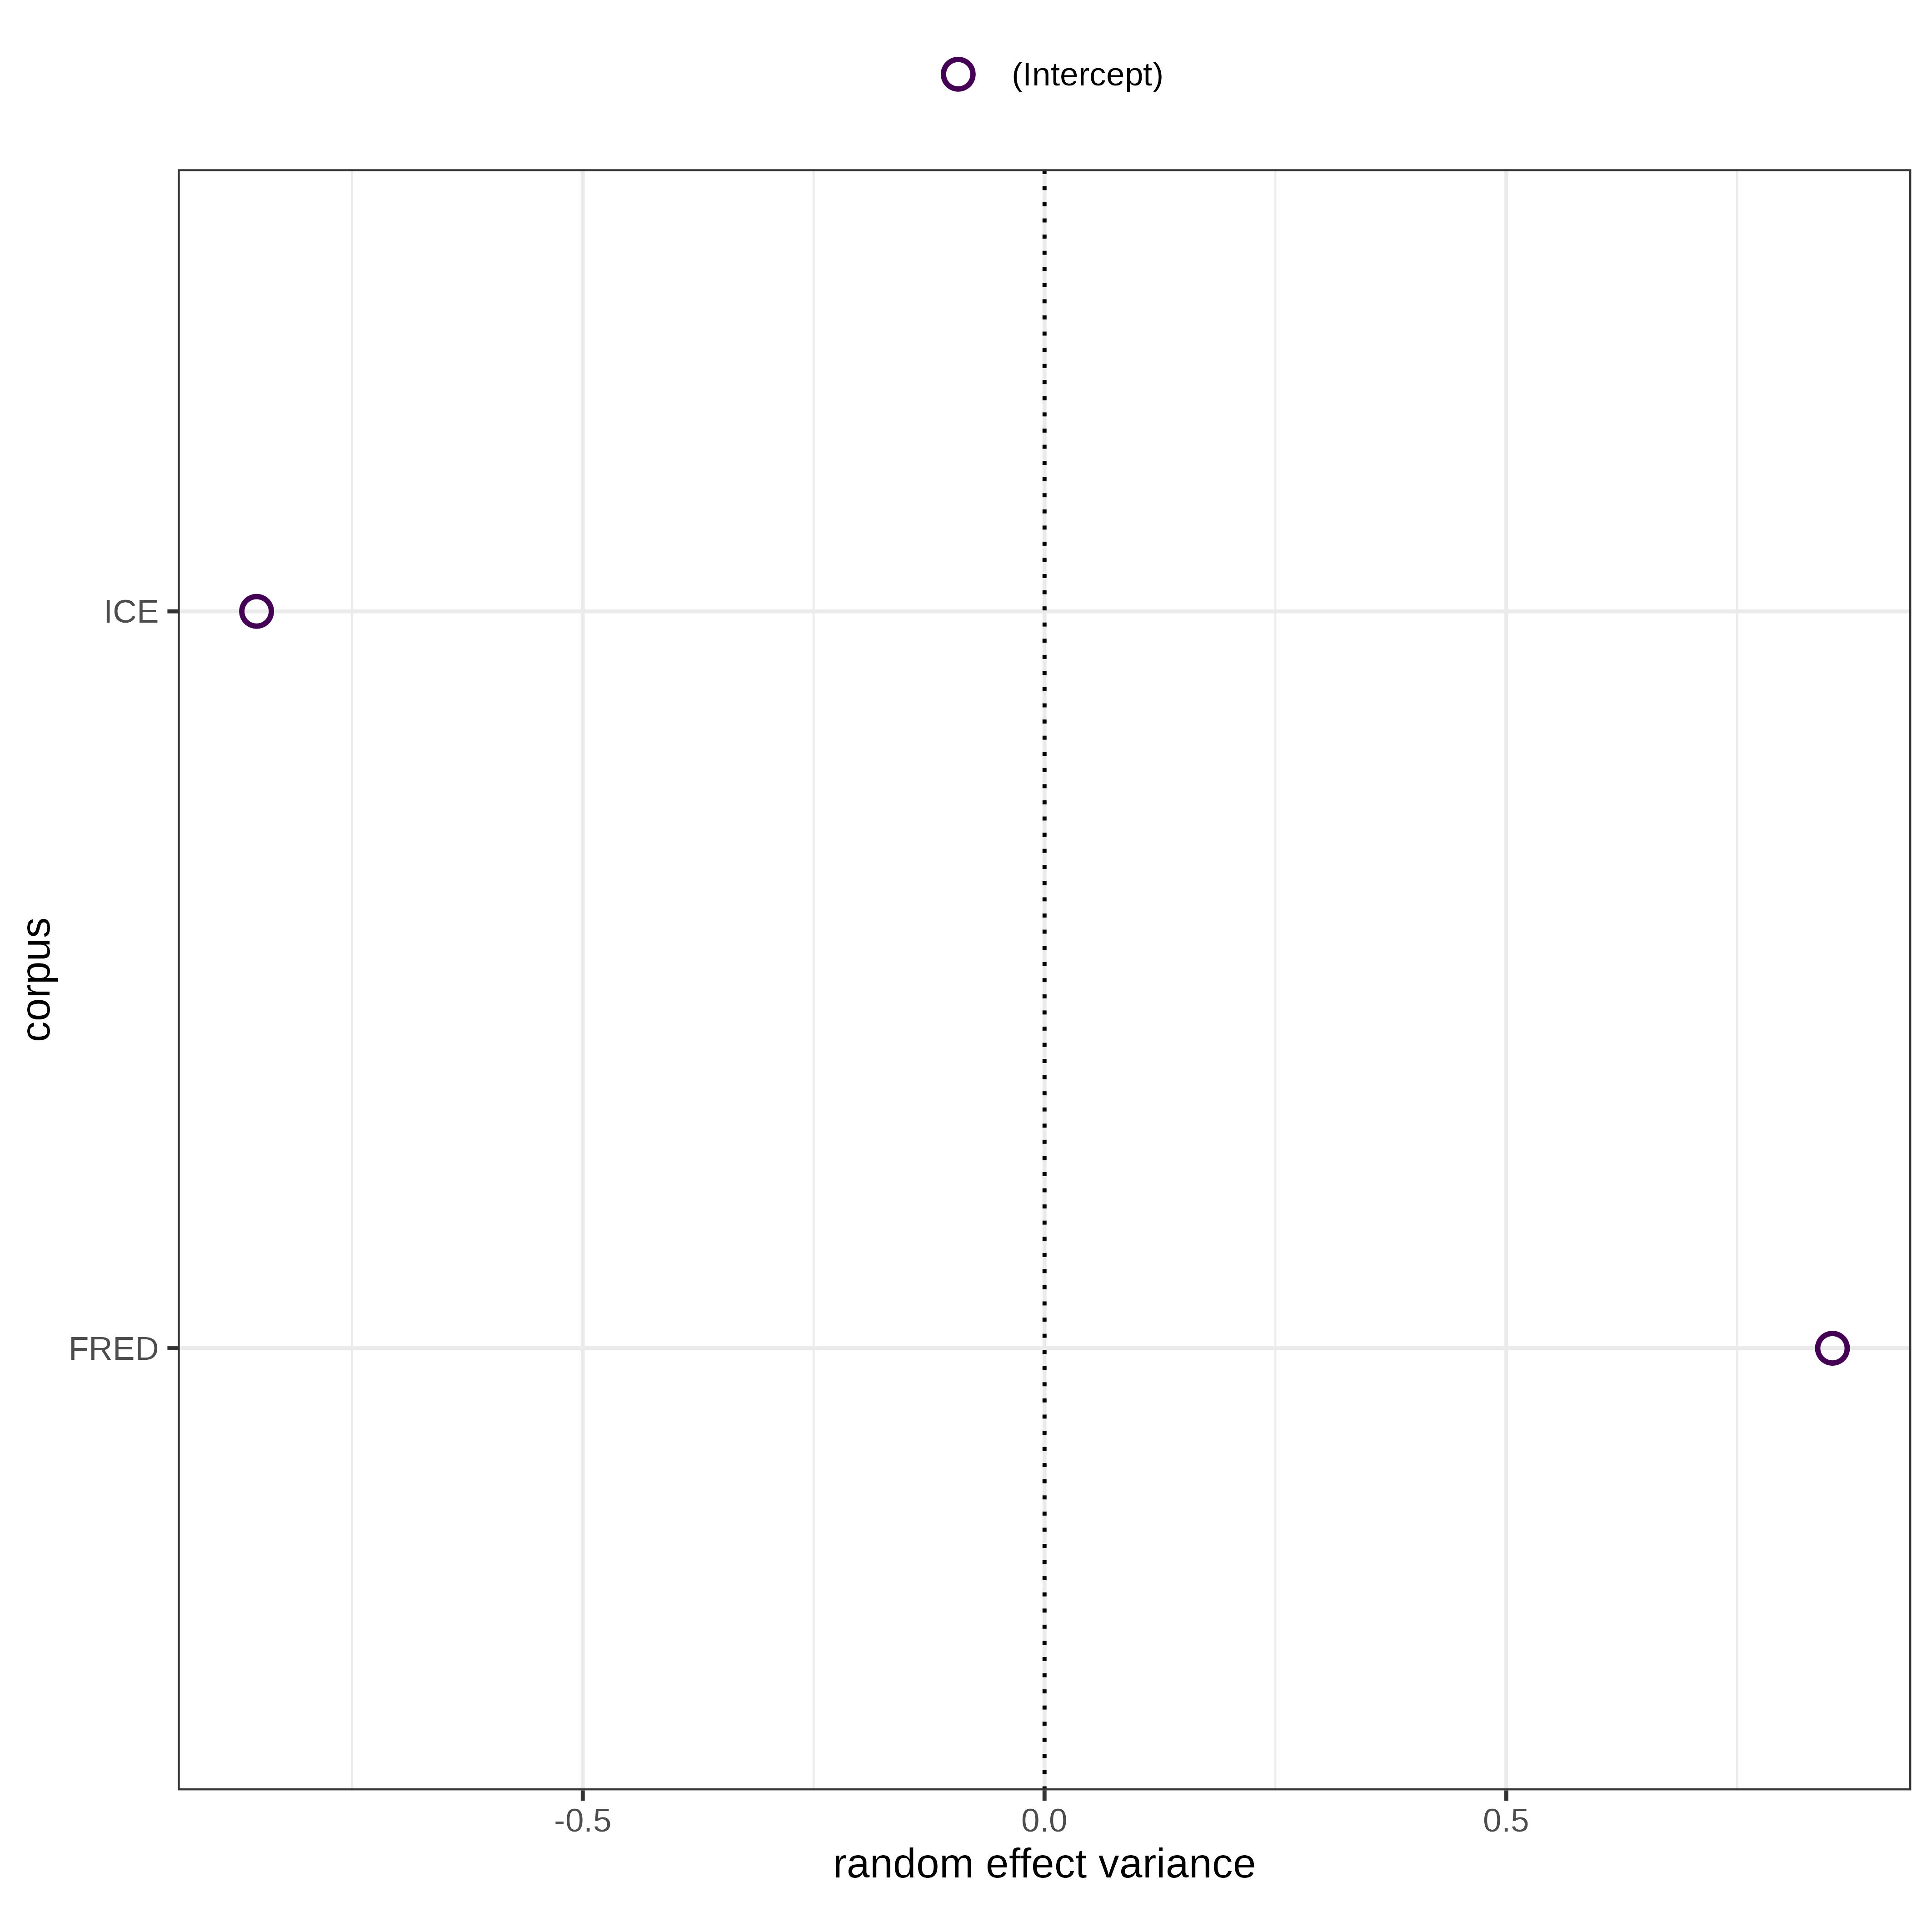 (Intercept)
ICE
corpus
FRED
-0.5
0.0
0.5
random effect variance